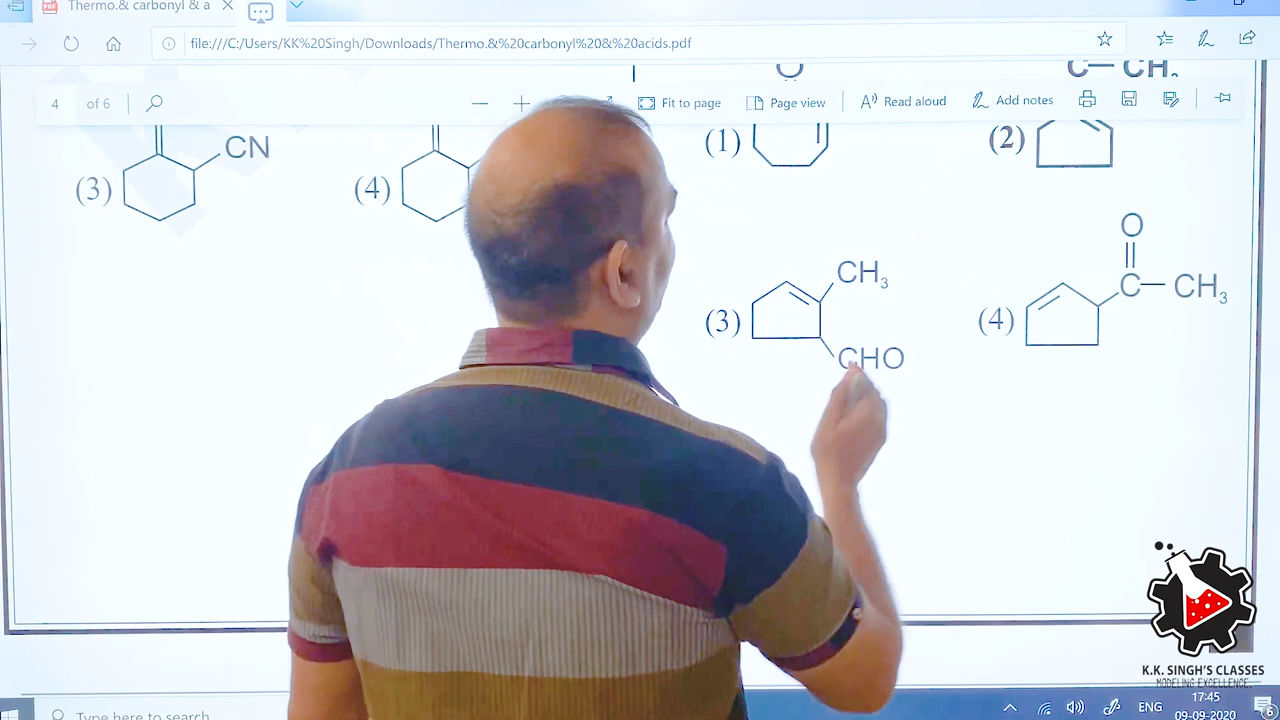 Thermo.& carbonyl & a
file:///C:/Users/KK%20Singh/Downloads/Thermo.&%20carbonyl%20&%20acids.pdf
4 of 6
Fit to page
Page view
Read aloud
Add notes
(3)
CN
(4)
(1)
O
(2)
C—CH
(3)
CH3
CHO
(4)
O
C—CH3
K.K. SINGH'S CLASSES
MODELING EXCELLENCE.
Type here to search
ENG
17:45
09-09-2020
6